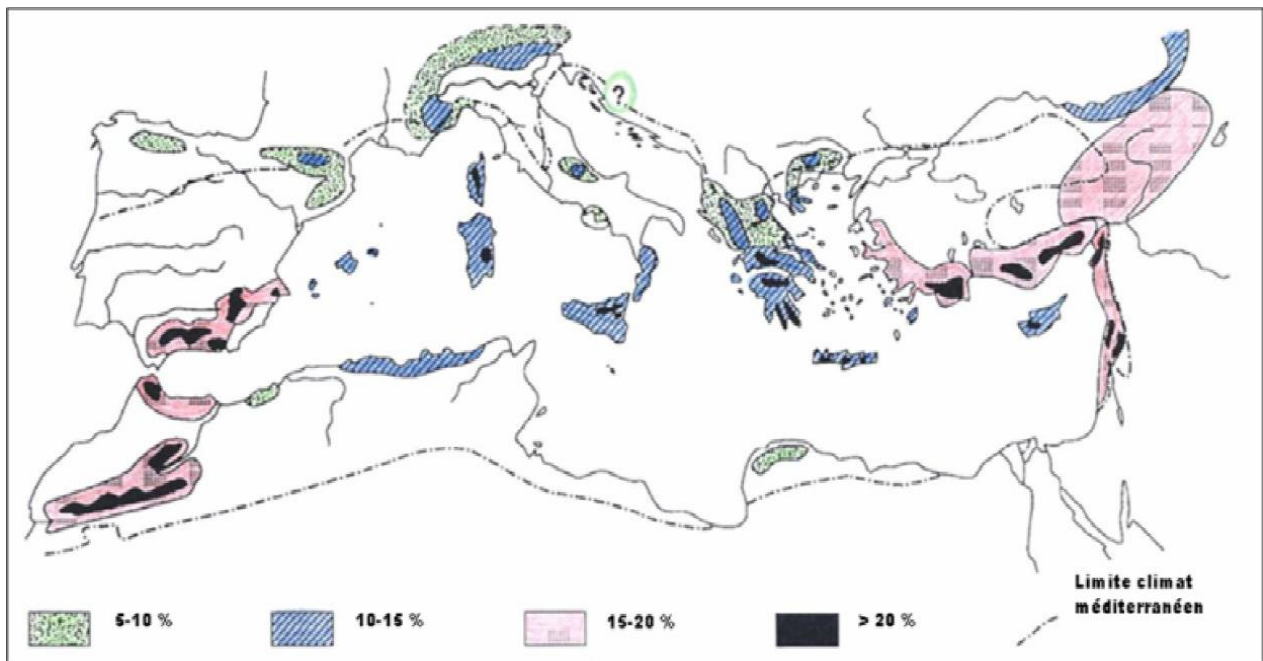 ?
Limite climat
méditerranéen
5-10 %
10-15 %
15-20 %
> 20 %